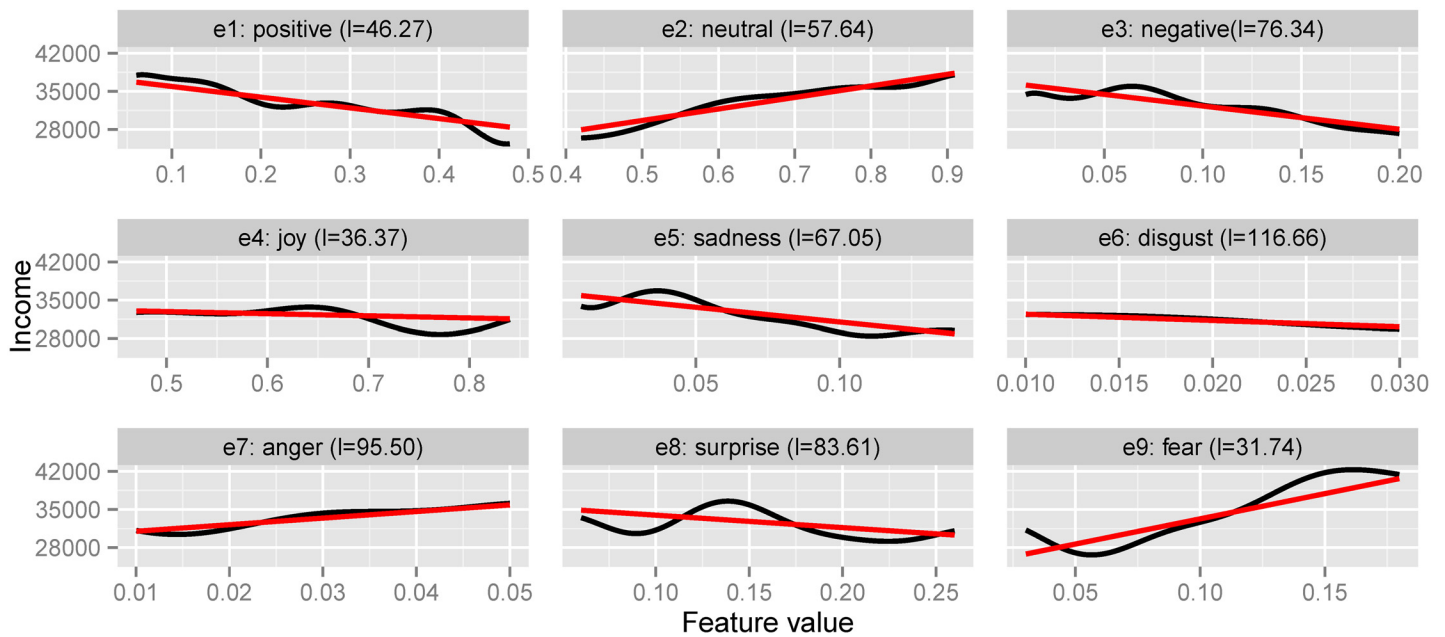 e1: positive (l=46.27)
e2: neutral (l=57.64)
e3: negative(l=76.34)
42000
35000
28000
0.1 0.2 0.3 0.4 0.5
0.4 0.5 0.6 0.7 0.8 0.9
0.05 0.10 0.15 0.20
e4: joy (l=36.37)
e5: sadness (l=67.05)
e6: disgust (l=116.66)
42000
35000
28000
Income
0.5 0.6 0.7 0.8
0.05 0.10
0.010 0.015 0.020 0.025 0.030
e7: anger (l=95.50)
e8: surprise (l=83.61)
e9: fear (l=31.74)
42000
35000
28000
0.01 0.02 0.03 0.04 0.05
0.10 0.15 0.20 0.25
0.05 0.10 0.15
Feature value